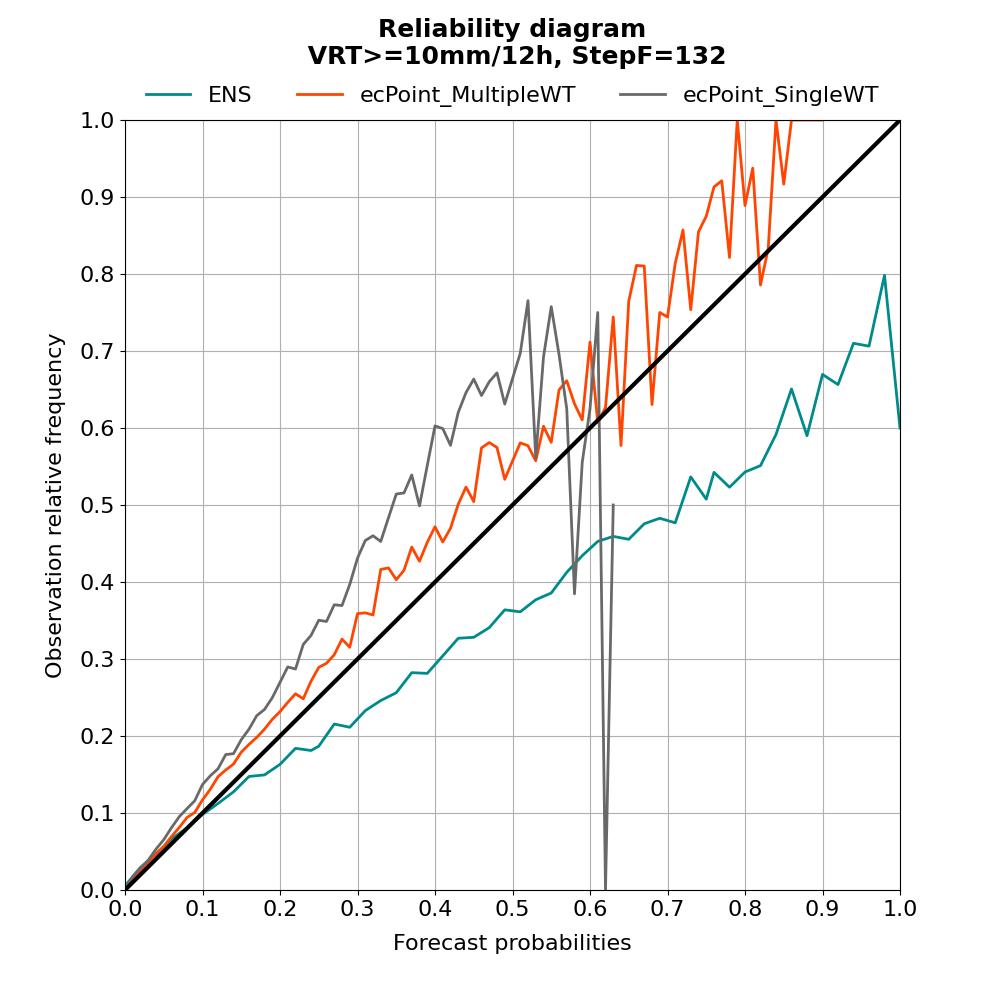 Reliability diagram
VRT>=10mm/12h, StepF=132
ENS ecPoint_MultipleWT ecPoint_SingleWT
1.0
0.9
0.8
0.7
0.6
0.5
0.4
0.3
0.2
0.1
0.0
Observation relative frequency
0.0 0.1 0.2 0.3 0.4 0.5 0.6 0.7 0.8 0.9 1.0
Forecast probabilities